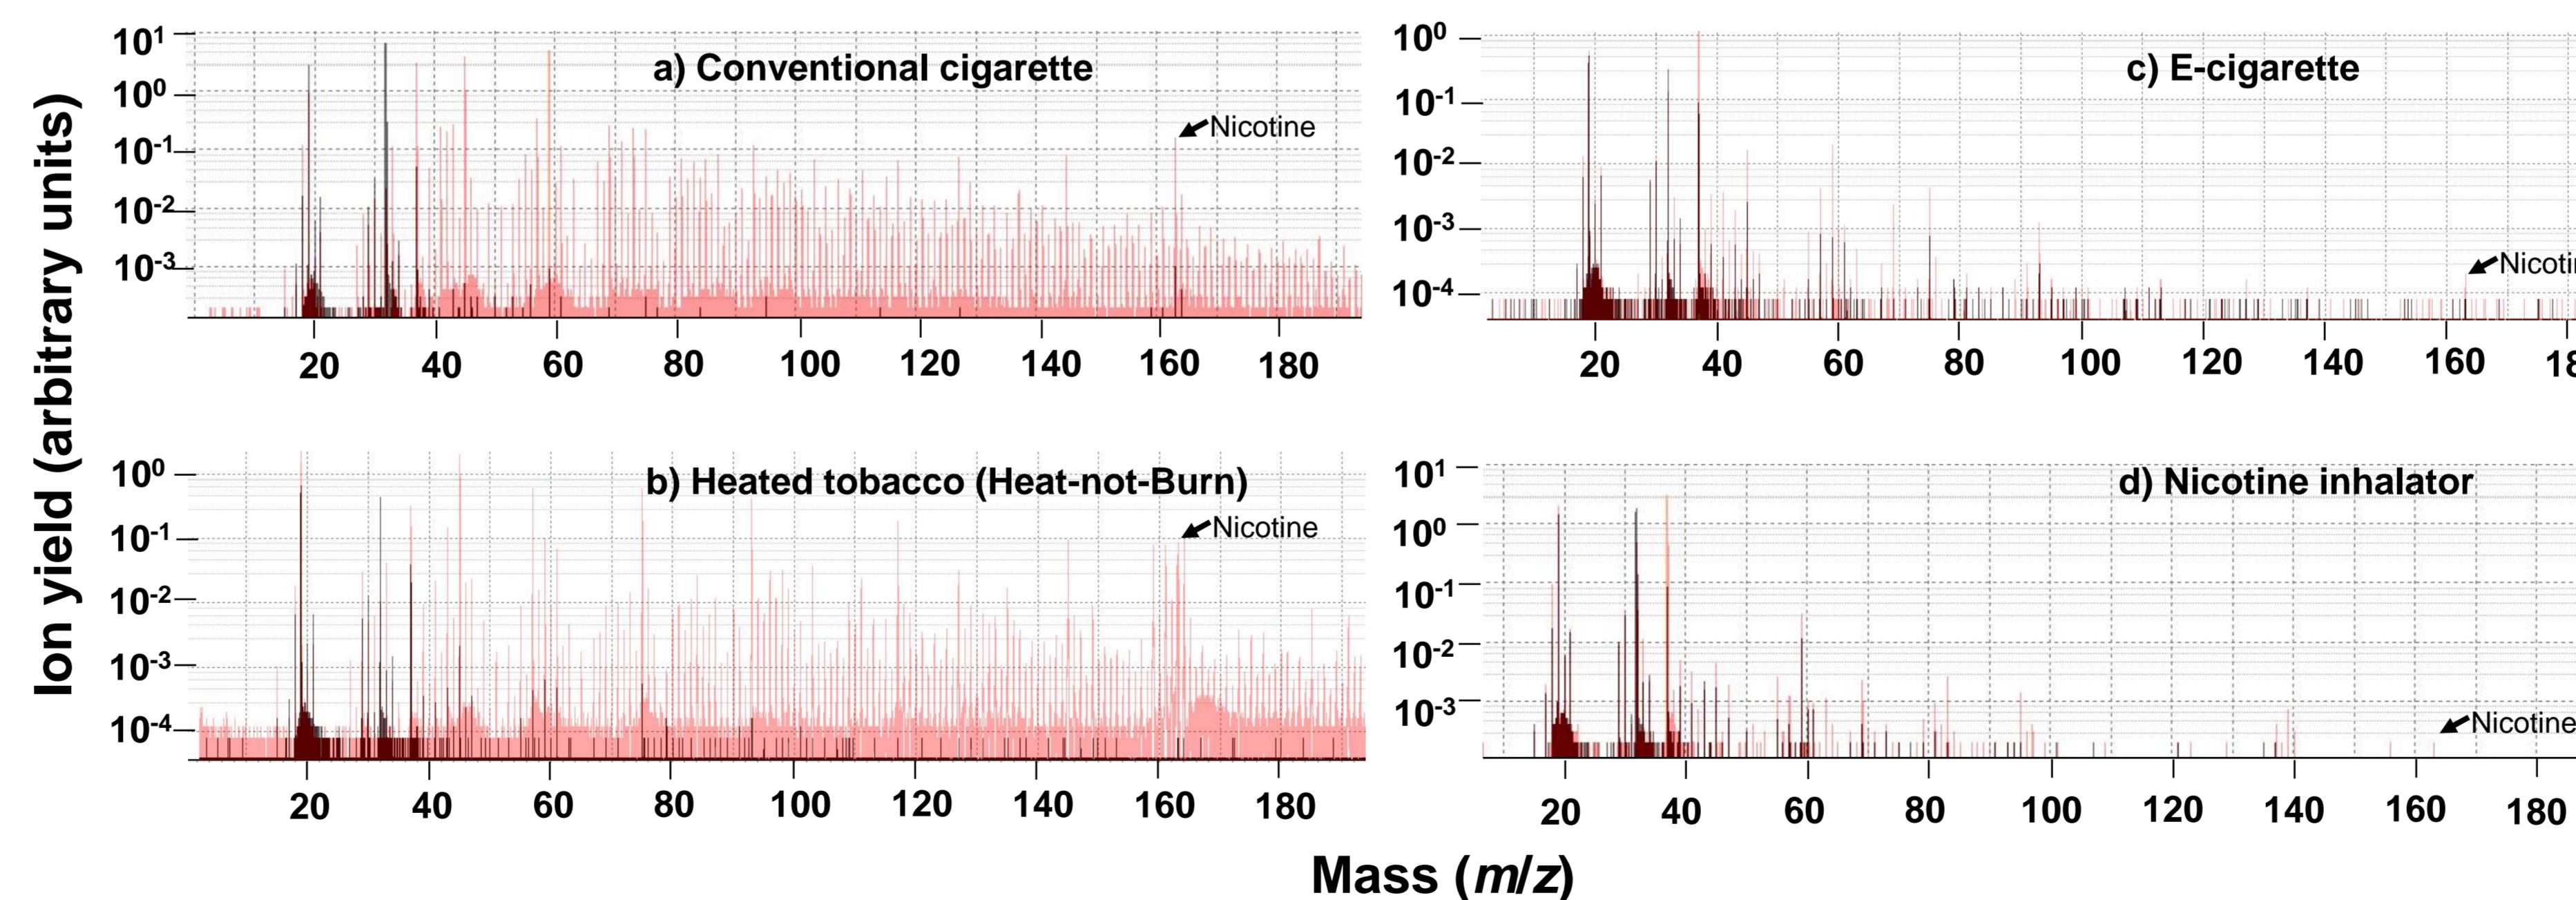 Ion yield (arbitrary units)
a) Conventional cigarette
10¹
10⁰
10⁻¹
10⁻²
10⁻³
Nicotine
20 40 60 80 100 120 140 160 180
c) E-cigarette
10⁰
10⁻¹
10⁻²
10⁻³
10⁻⁴
Nicoti
20 40 60 80 100 120 140 160 18
b) Heated tobacco (Heat-not-Burn)
10⁰
10⁻¹
10⁻²
10⁻³
10⁻⁴
Nicotine
20 40 60 80 100 120 140 160 180
d) Nicotine inhalator
10¹
10⁰
10⁻¹
10⁻²
10⁻³
Nicotine
20 40 60 80 100 120 140 160 180
Mass (m/z)